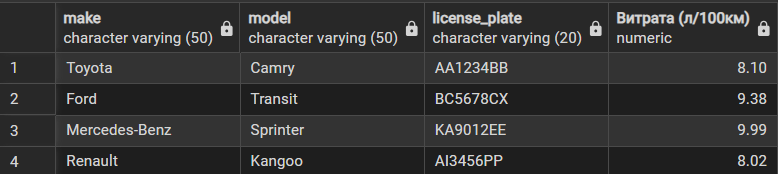 make model license_plate Витрата (л/100км)
character varying (50) character varying (50) character varying (20) numeric
1 Toyota Camry AA1234BB 8.10
2 Ford Transit BC5678CX 9.38
3 Mercedes-Benz Sprinter KA9012EE 9.99
4 Renault Kangoo AI3456PP 8.02